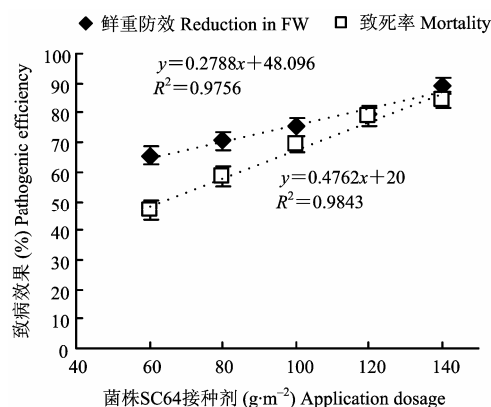 鲜重防效 Reduction in FW 致死率 Mortality
y=0.2788x+48.096
R²=0.9756
y=0.4762x+20
R²=0.9843
致病效果 (%) Pathogenic efficiency
100
90
80
70
60
50
40
30
20
10
0
40 60 80 100 120 140
菌株SC64接种剂 (g·m⁻²) Application dosage